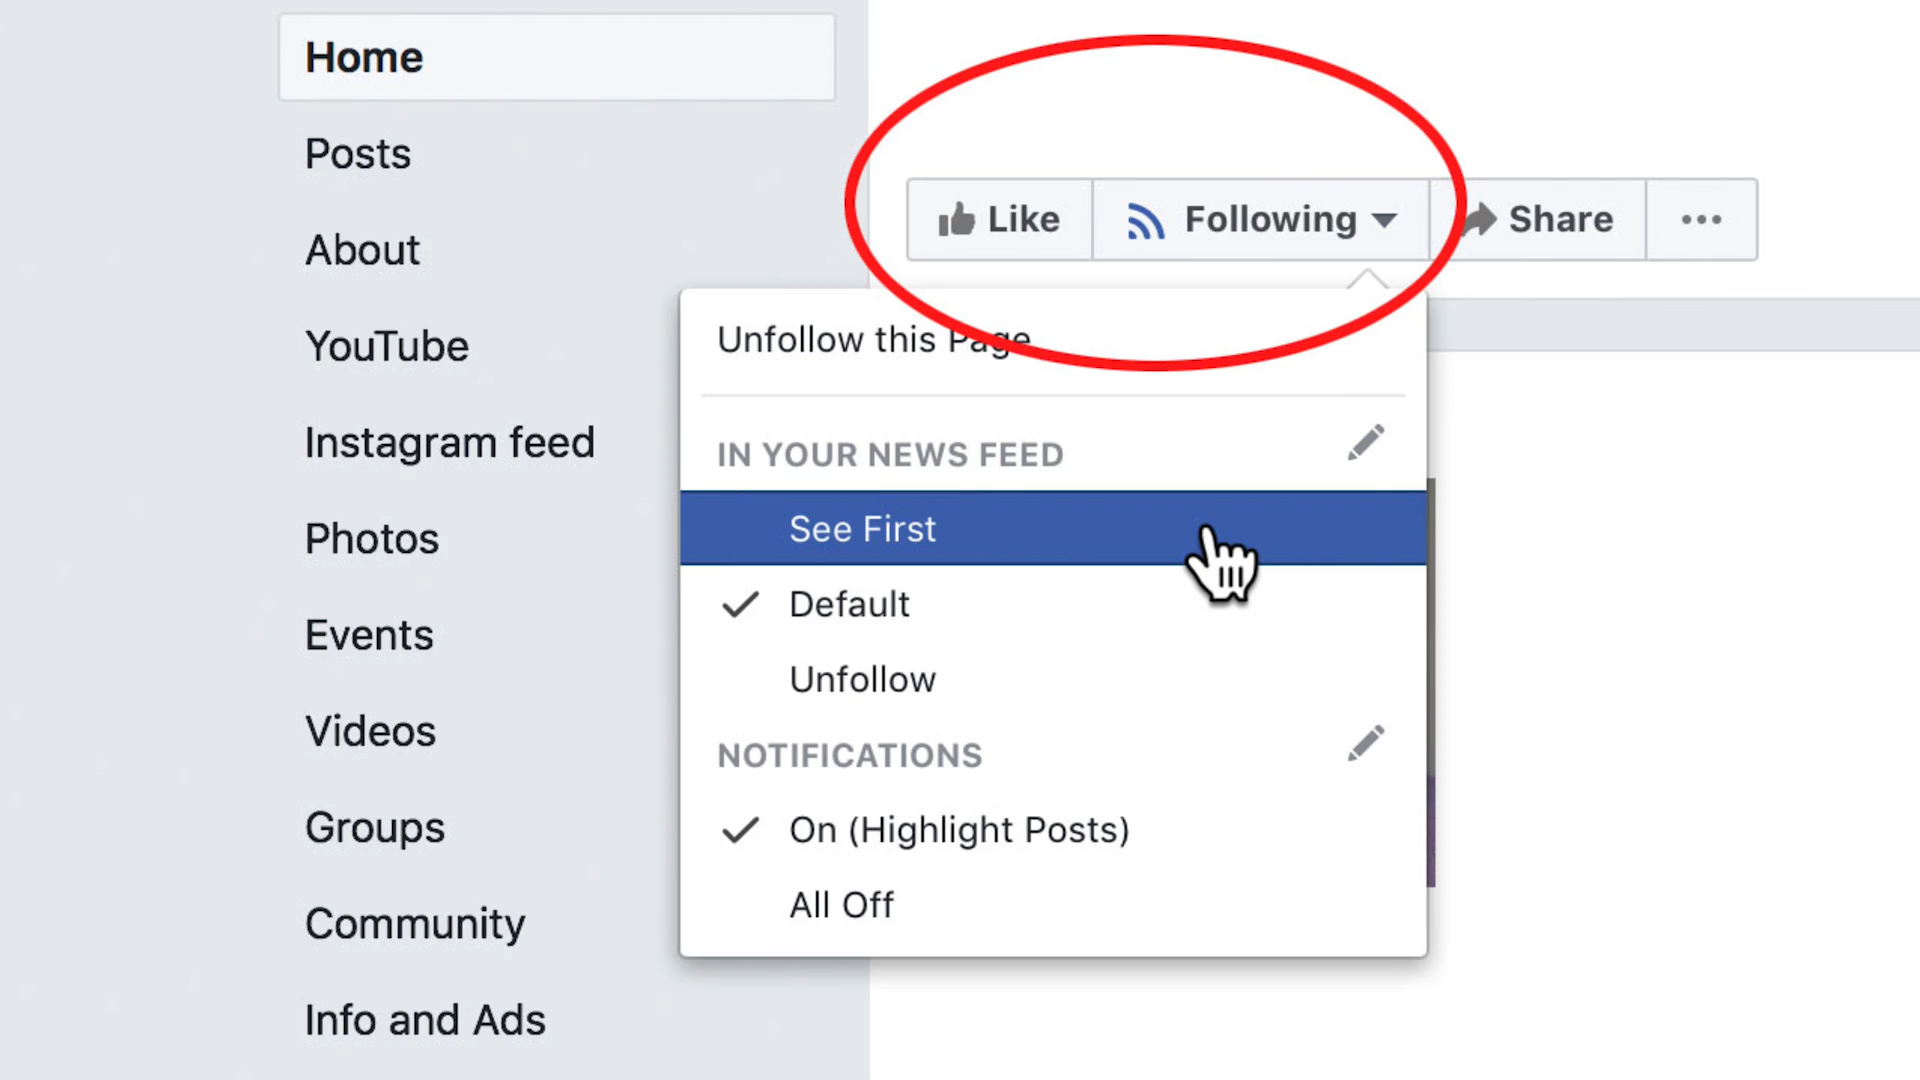 Home
Posts
About
YouTube
Instagram feed
Photos
Events
Videos
Groups
Community
Info and Ads
Like Following Share
Unfollow this Page
IN YOUR NEWS FEED
See First
Default
Unfollow
NOTIFICATIONS
On (Highlight Posts)
All Off